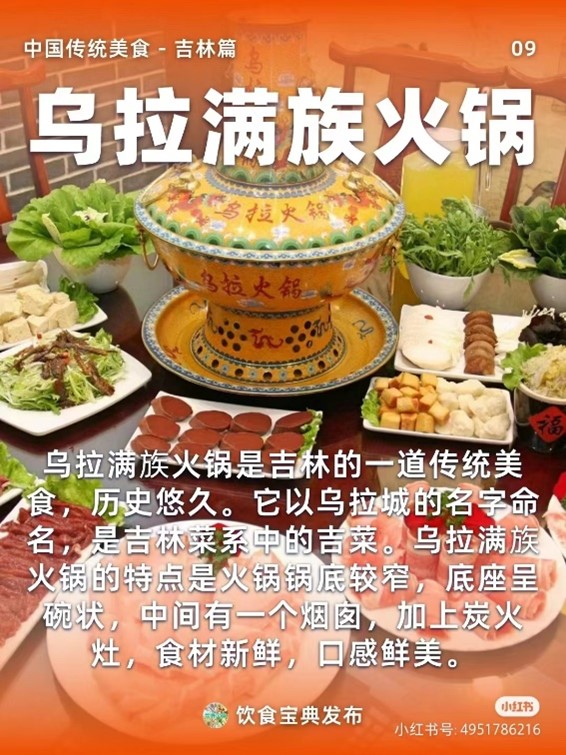 中国传统美食 - 吉林篇
09
乌拉满族火锅
乌拉火锅
乌拉火锅
福
乌拉满族火锅是吉林的一道传统美
食，历史悠久。它以乌拉城的名字命
名，是吉林菜系中的吉菜。乌拉满族
火锅的特点是火锅锅底较窄，底座呈
碗状，中间有一个烟囱，加上炭火
灶，食材新鲜，口感鲜美。
饮食宝典发布
小红书
小红书号: 4951786216